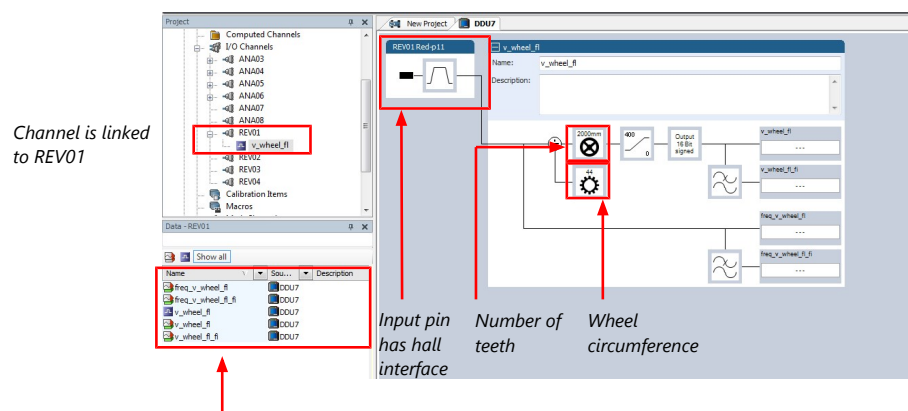 Project
Computed Channels
I/O Channels
ANA03
ANA04
ANA05
ANA06
ANA07
ANA08
REV01
v_wheel_fl
REV02
REV03
REV04
Calibration Items
Macros
Channel is linked
to REV01
Data - REV01
Show all
Name Sou... Description
freq_v_wheel_fl DDU7
freq_v_wheel_fl_fi DDU7
v_wheel_fl DDU7
v_wheel_fl DDU7
v_wheel_fl_fi DDU7
New Project DDU7
REV01 Red-p11
v_wheel_fl
Name: v_wheel_fl
Description:
2000mm
400
0
Output
16 Bit
signed
44
v_wheel_fl
---
v_wheel_fl_fi
---
freq_v_wheel_fl
---
freq_v_wheel_fl_fi
---
Input pin
has hall
interface
Number of
teeth
Wheel
circumference